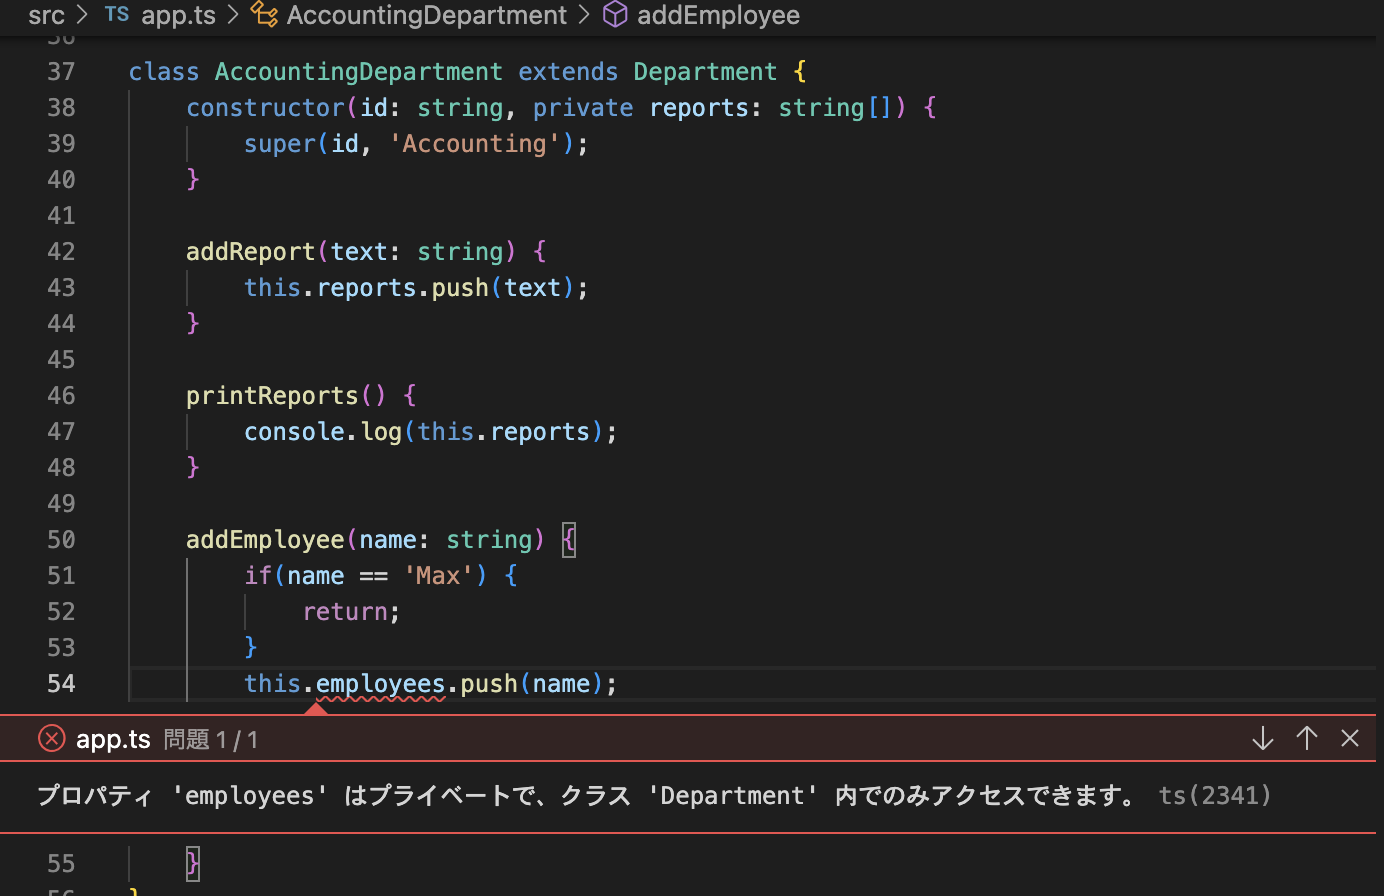 src > TS app.ts > AccountingDepartment > addEmployee
36
37 class AccountingDepartment extends Department {
38     constructor(id: string, private reports: string[]) {
39         super(id, 'Accounting');
40     }
41
42     addReport(text: string) {
43         this.reports.push(text);
44     }
45
46     printReports() {
47         console.log(this.reports);
48     }
49
50     addEmployee(name: string) {
51         if(name == 'Max') {
52             return;
53         }
54         this.employees.push(name);
app.ts 問題 1 / 1
プロパティ 'employees' はプライベートで、クラス 'Department' 内でのみアクセスできます。 ts(2341)
55     }
56 }